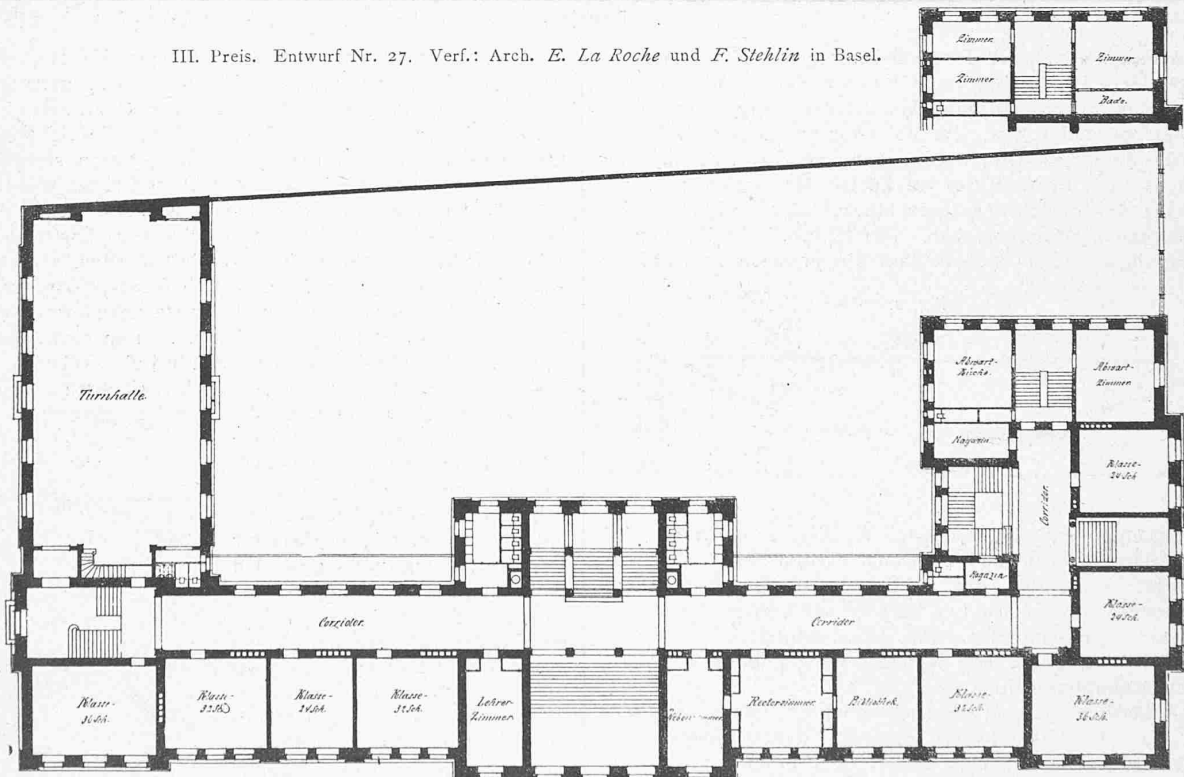 III. Preis. Entwurf Nr. 27. Verf.: Arch. E. La Roche und F. Stehlin in Basel.
Zimmer
Zimmer
Zimmer
Bade.
Turnhalle
Abwart-
Küche.
Abwart-
Zimmer
Magazin
Klasse-
24 Sch
Corridor.
Magazin
Klasse-
24 Sch.
Corridor.
Corridor
Klasse-
36 Sch.
Klasse-
32 Sch
Klasse-
Klasse-
32 Sch.
Lehrer
Zimmer
Rectorzimmer
Bibliothek
Klasse-
32 Sch.
Klasse-
36 Sch.